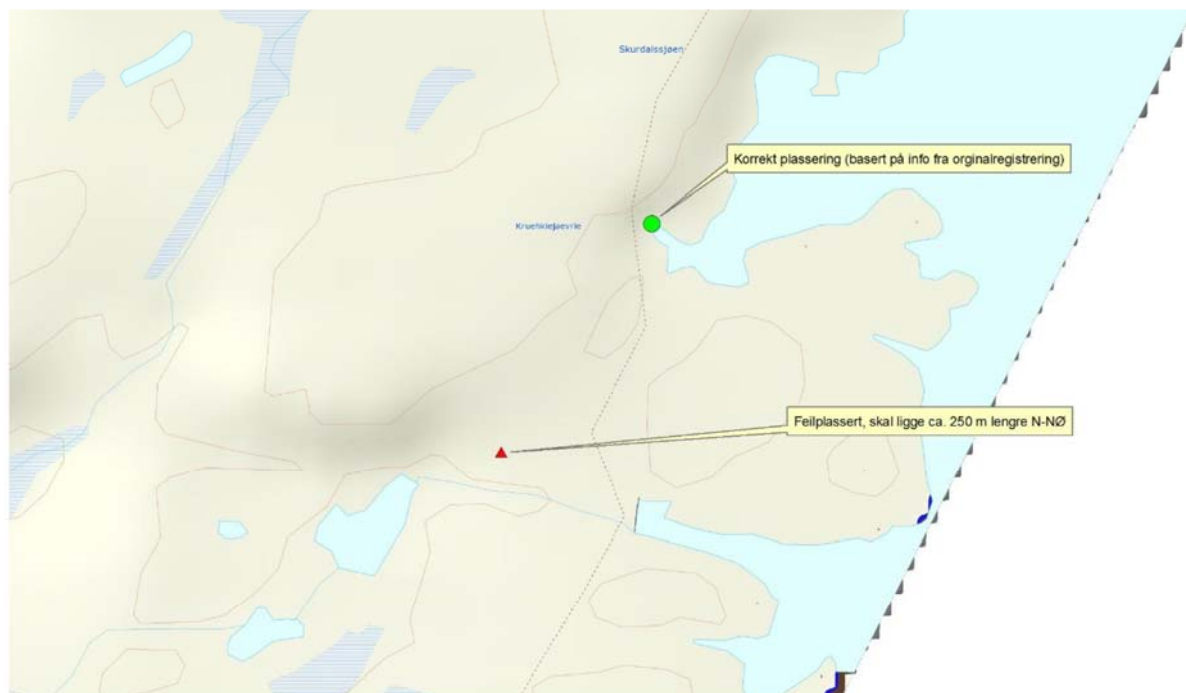 Skurdalssjøen
Korrekt plassering (basert på info fra orginalregistrering)
Kruehkiejaevrie
Feilplassert, skal ligge ca. 250 m lengre N-NØ